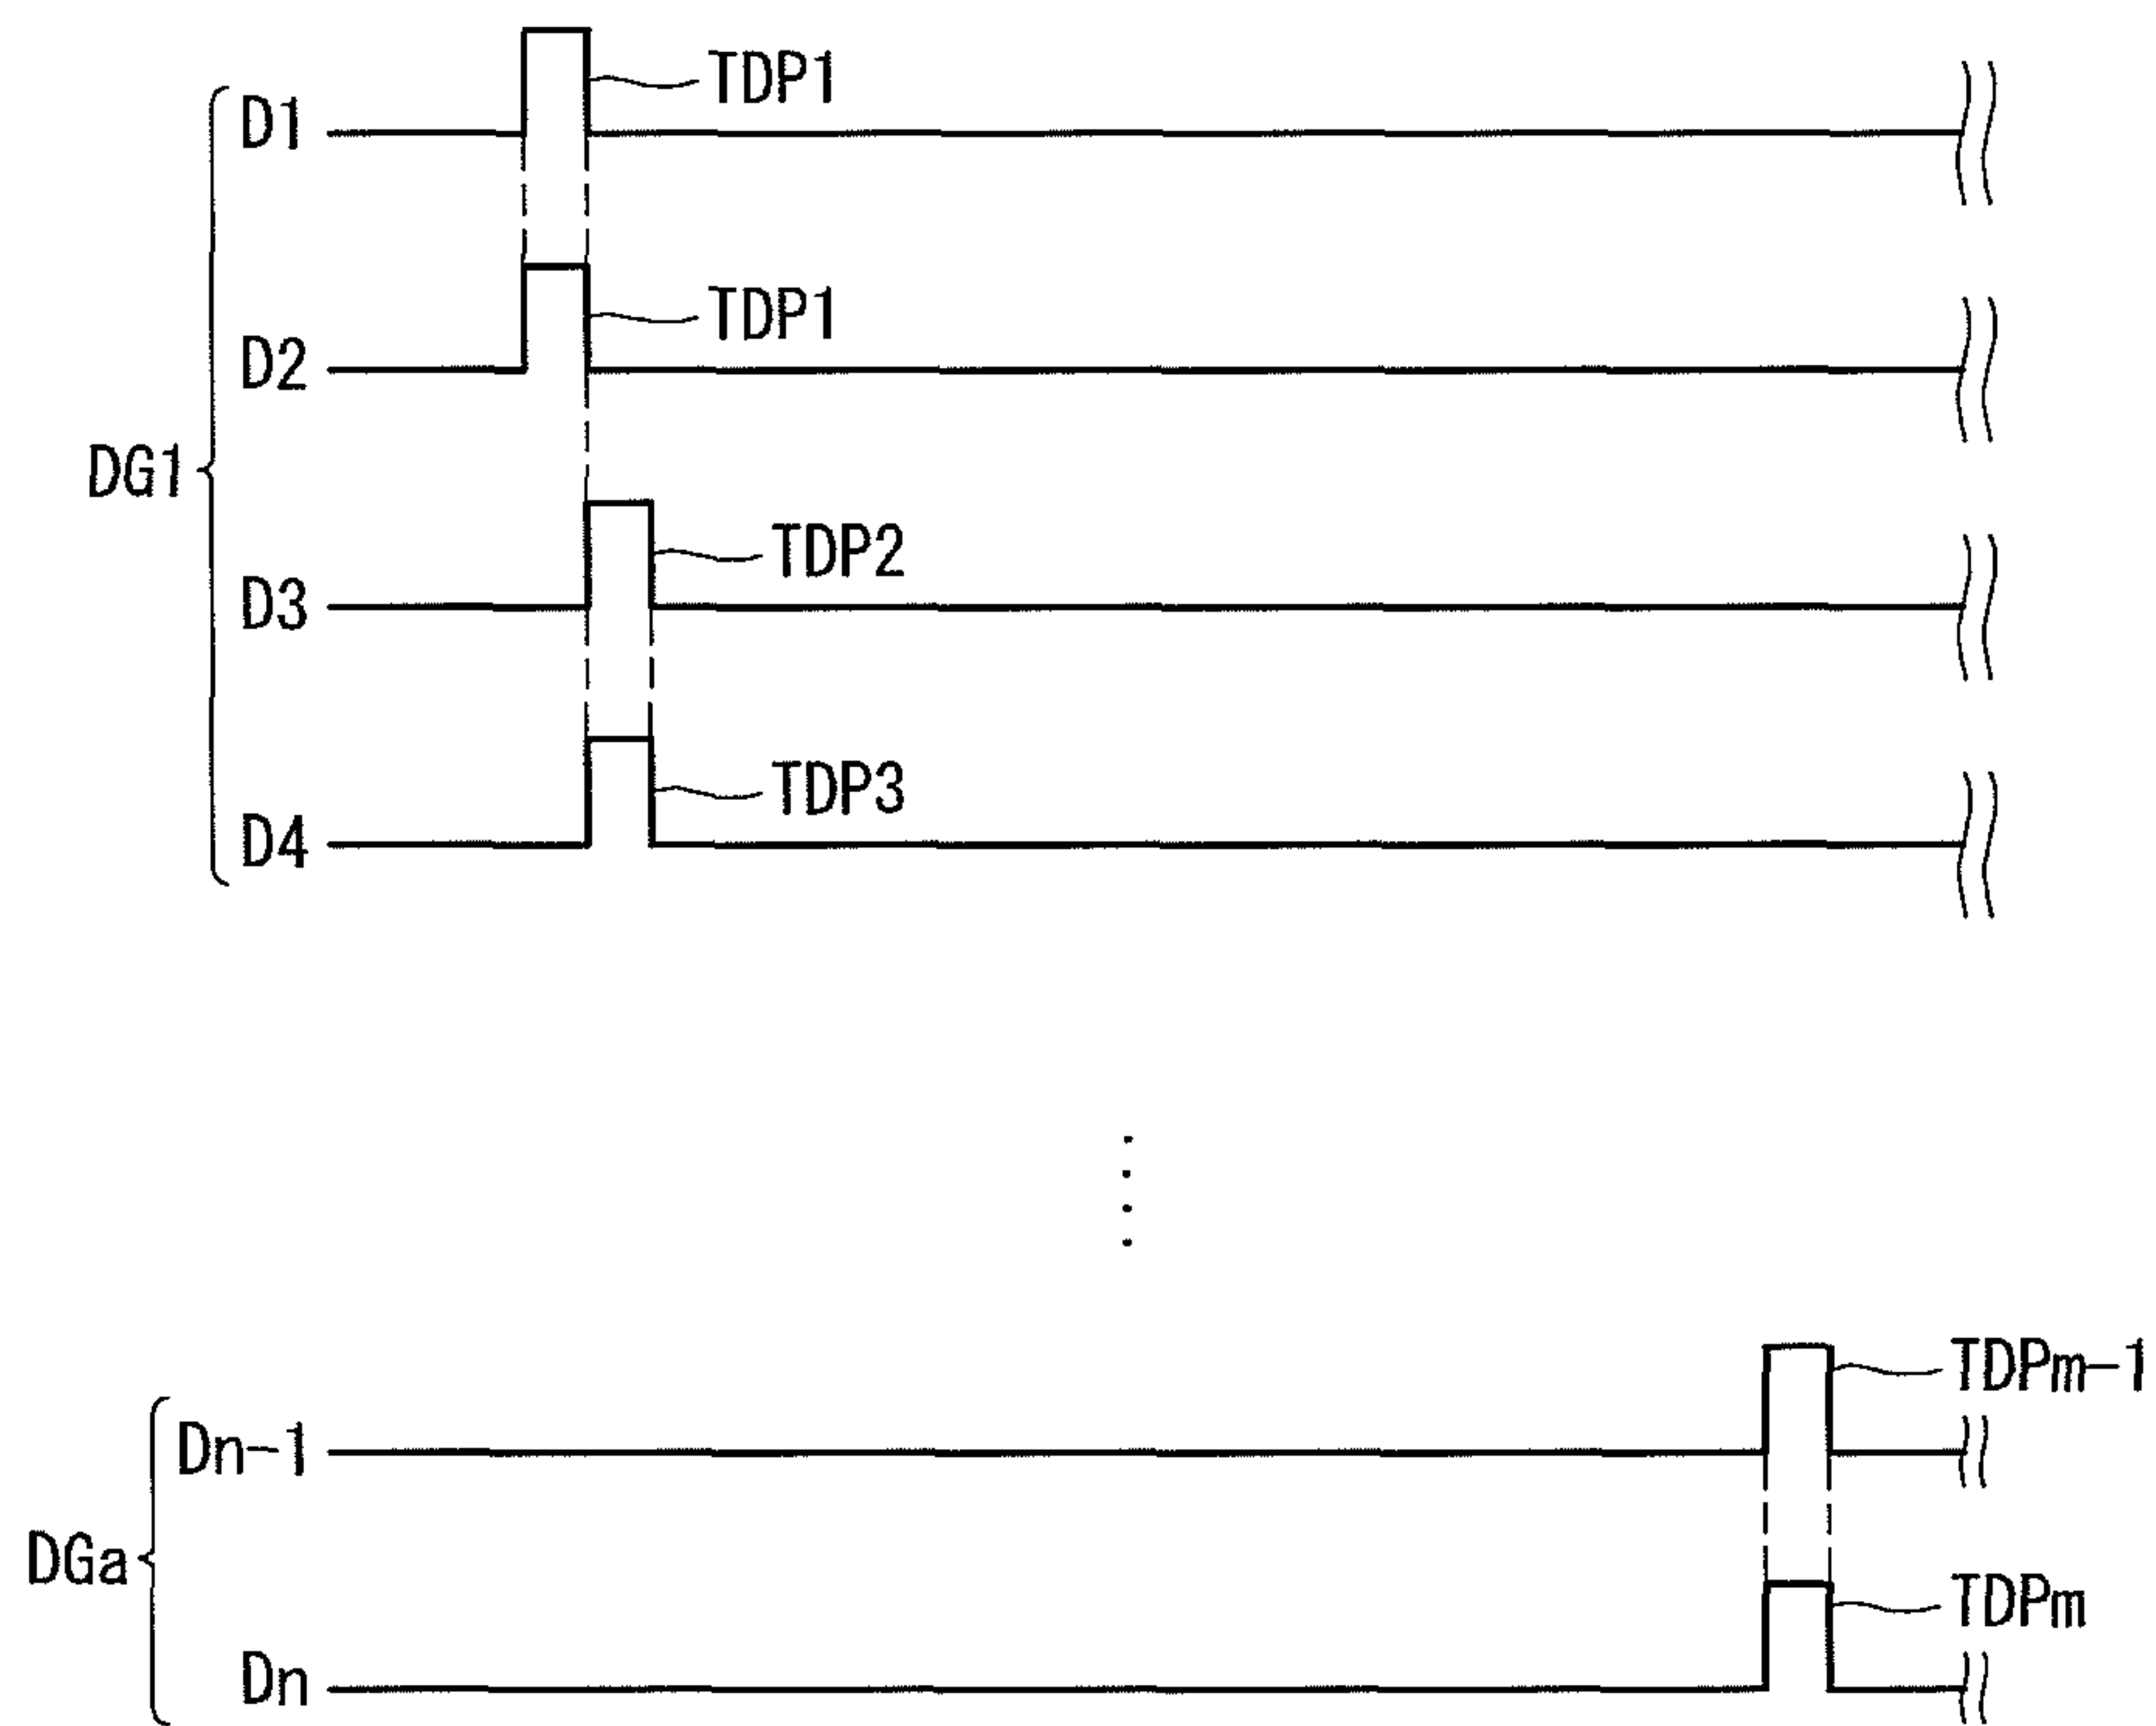 TDP1
D1
TDP1
D2
DG1
TDP2
D3
TDP3
D4
TDPm-1
Dn-1
DGa
TDPm
Dn